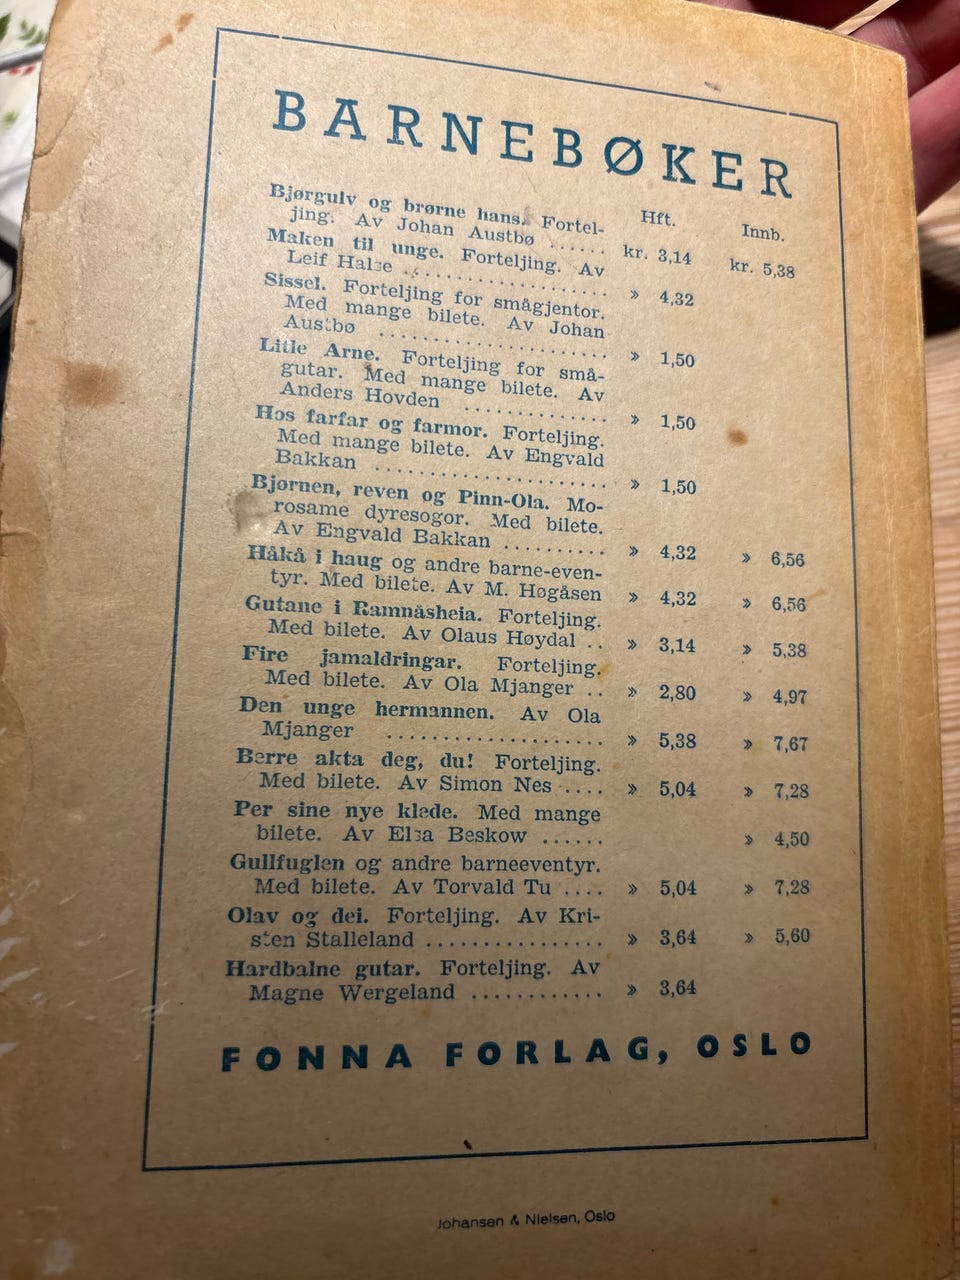 BARNEBØKER
Hft. Innb.
Bjørgulv og brørne hans. Fortel-
jing. Av Johan Austbø ...... kr. 3,14 kr. 5,38
Maken til unge. Forteljing. Av
Leif Halse .................... » 4,32
Sissel. Forteljing for smågjentor.
Med mange bilete. Av Johan
Austbø ...................... » 1,50
Litle Arne. Forteljing for små-
gutar. Med mange bilete. Av
Anders Hovden .............. » 1,50
Hos farfar og farmor. Forteljing.
Med mange bilete. Av Engvald
Bakkan ...................... » 1,50
Bjørnen, reven og Pinn-Ola. Mo-
rosame dyresogor. Med bilete.
Av Engvald Bakkan .......... » 4,32 » 6,56
Håkå i haug og andre barne-even-
tyr. Med bilete. Av M. Høgåsen » 4,32 » 6,56
Gutane i Ramnåsheia. Forteljing.
Med bilete. Av Olaus Høydal .. » 3,14 » 5,38
Fire jamaldringar. Forteljing.
Med bilete. Av Ola Mjanger .. » 2,80 » 4,97
Den unge hermannen. Av Ola
Mjanger .................... » 5,38 » 7,67
Berre akta deg, du! Forteljing.
Med bilete. Av Simon Nes .... » 5,04 » 7,28
Per sine nye klede. Med mange
bilete. Av Elsa Beskow ...... » 4,50
Gullfuglen og andre barneeventyr.
Med bilete. Av Torvald Tu .... » 5,04 » 7,28
Olav og dei. Forteljing. Av Kri-
sten Stalleland ................ » 3,64 » 5,60
Hardbalne gutar. Forteljing. Av
Magne Wergeland ............ » 3,64
FONNA FORLAG, OSLO
Johansen & Nielsen, Oslo